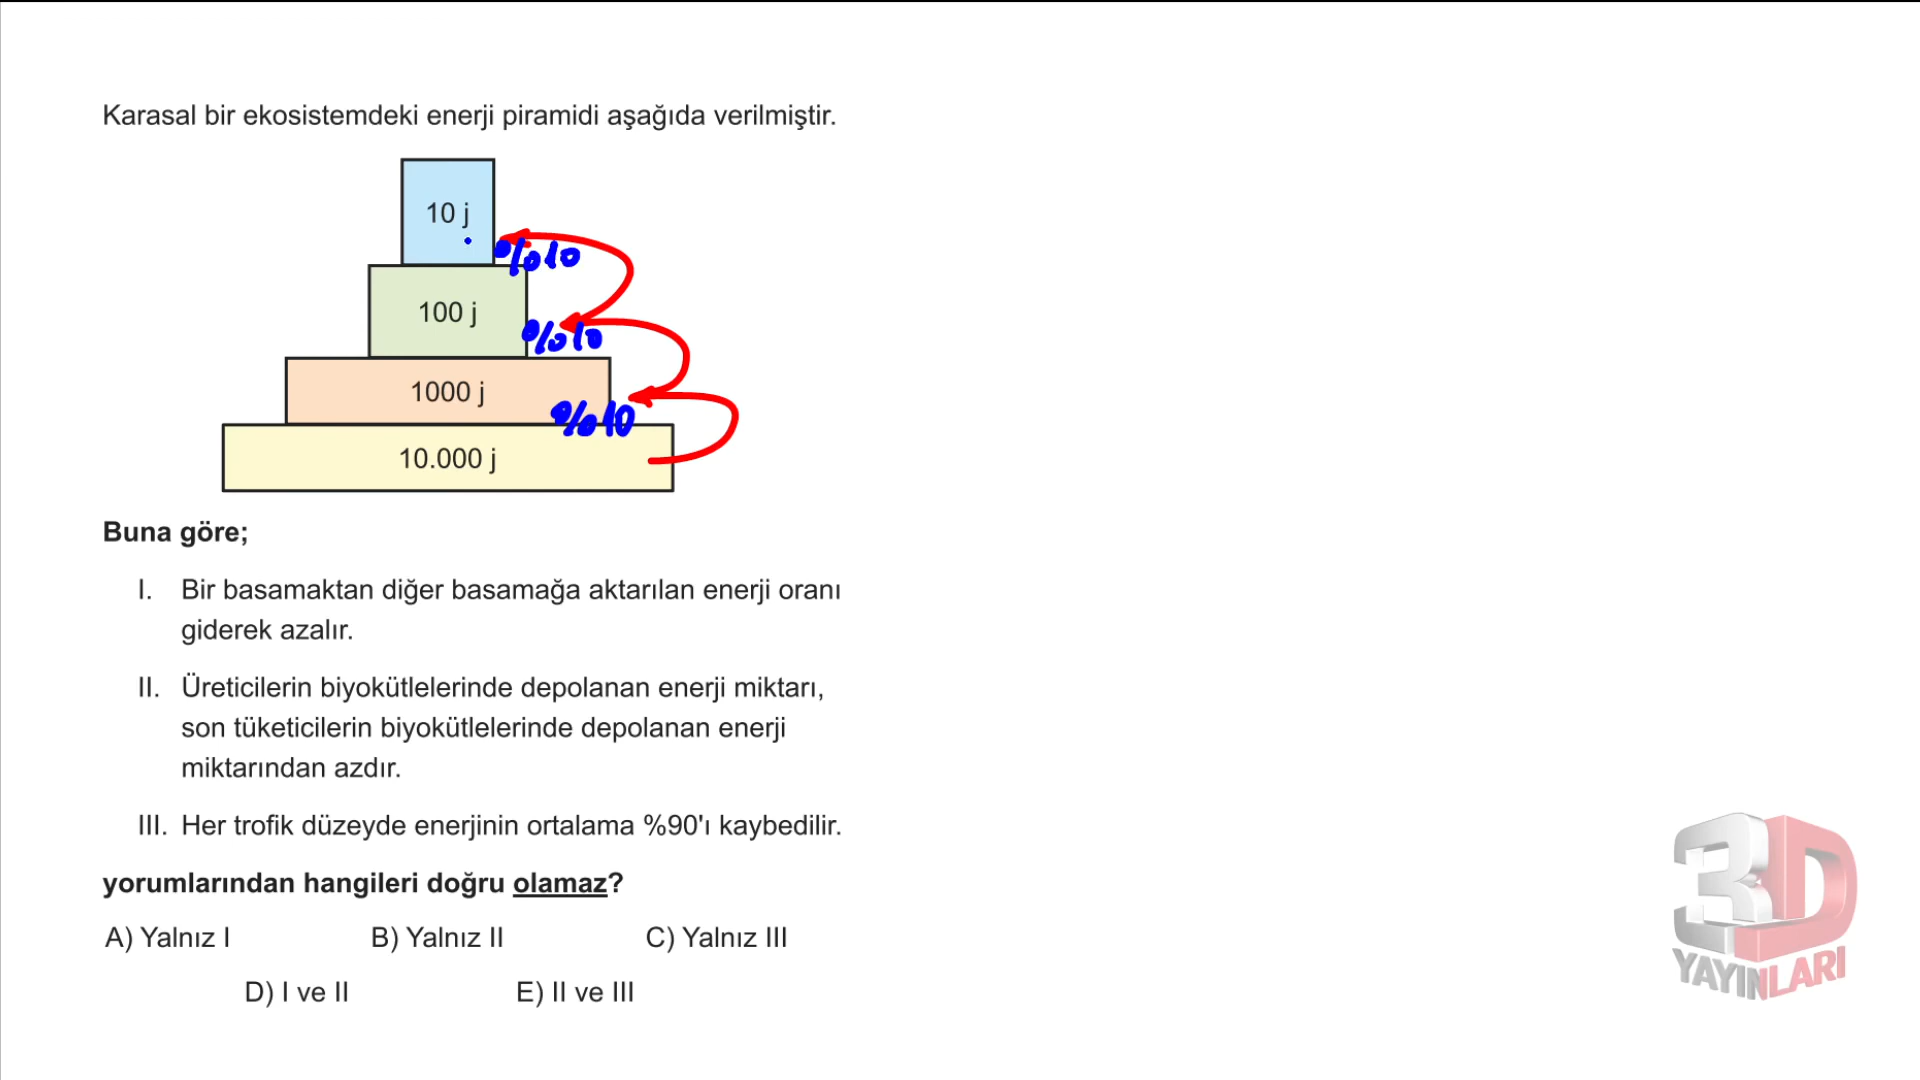 Karasal bir ekosistemdeki enerji piramidi aşağıda verilmiştir.
10 j
%10
100 j
%10
1000 j
%10
10.000 j
Buna göre;
I. Bir basamaktan diğer basamağa aktarılan enerji oranı
giderek azalır.
II. Üreticilerin biyokütlelerinde depolanan enerji miktarı,
son tüketicilerin biyokütlelerinde depolanan enerji
miktarından azdır.
III. Her trofik düzeyde enerjinin ortalama %90'ı kaybedilir.
yorumlarından hangileri doğru olamaz?
A) Yalnız I B) Yalnız II C) Yalnız III
D) I ve II E) II ve III
3D
YAYINLARI